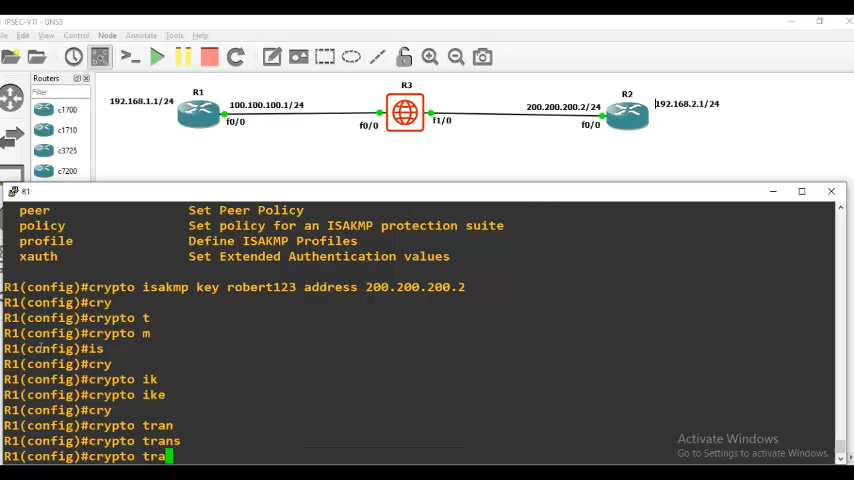 IPSEC-VTI - GNS3
File Edit View Control Node Annotate Tools Help
Routers
Filter
c1700
c1710
c3725
c7200
R1
R3
R2
192.168.1.1/24
100.100.100.1/24
200.200.200.2/24
192.168.2.1/24
f0/0
f0/0
f1/0
f0/0
R1
peer Set Peer Policy
policy Set policy for an ISAKMP protection suite
profile Define ISAKMP Profiles
xauth Set Extended Authentication values
R1(config)#crypto isakmp key robert123 address 200.200.200.2
R1(config)#cry
R1(config)#crypto t
R1(config)#crypto m
R1(config)#is
R1(config)#cry
R1(config)#crypto ik
R1(config)#crypto ike
R1(config)#cry
R1(config)#crypto tran
R1(config)#crypto trans
R1(config)#crypto tra
Activate Windows
Go to Settings to activate Windows.